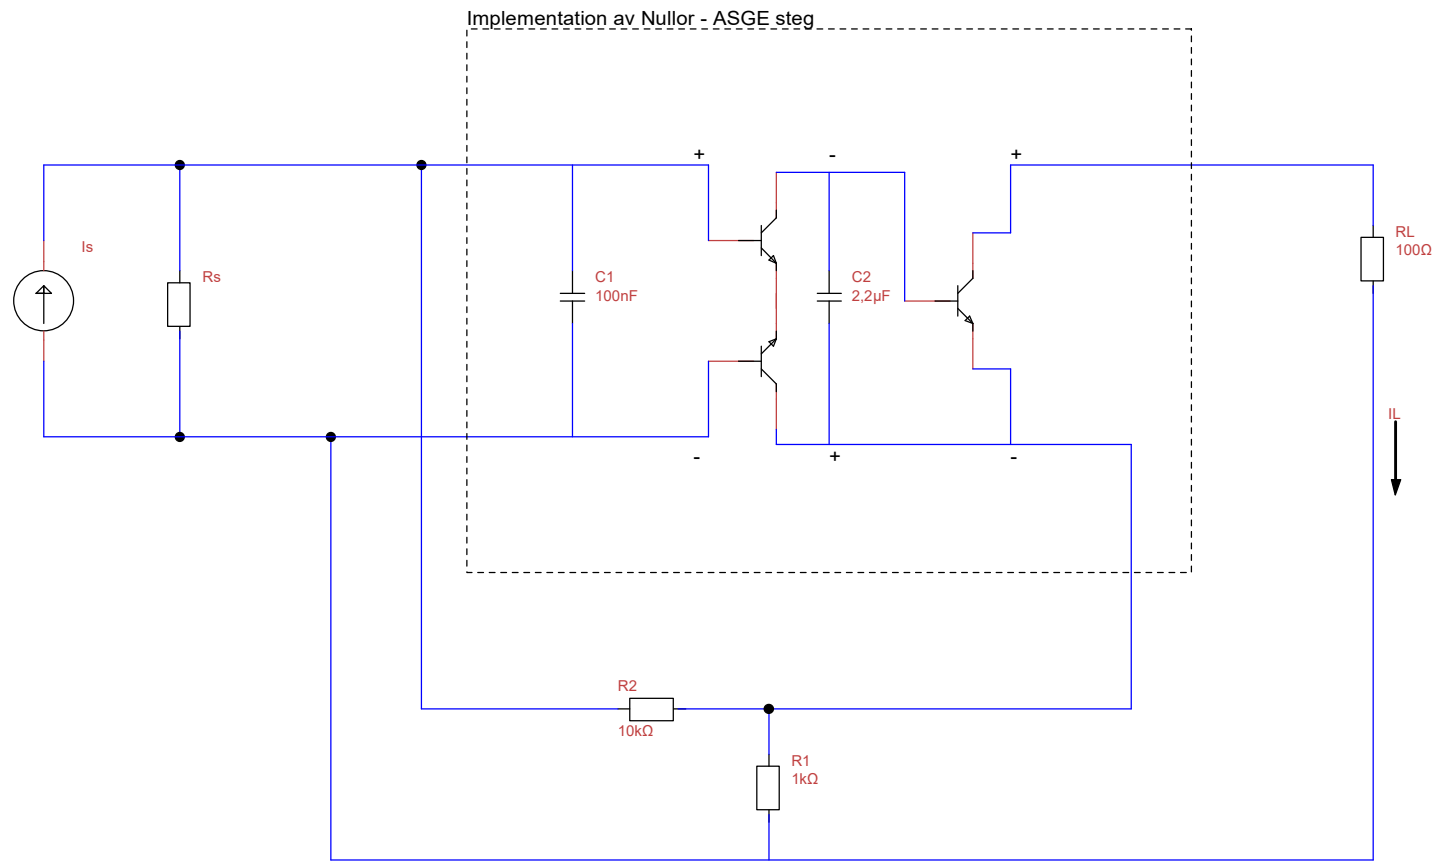 Implementation av Nullor - ASGE steg
+
-
+
Is
Rs
C1
100nF
C2
2,2µF
RL
100Ω
IL
-
+
-
R2
10kΩ
R1
1kΩ